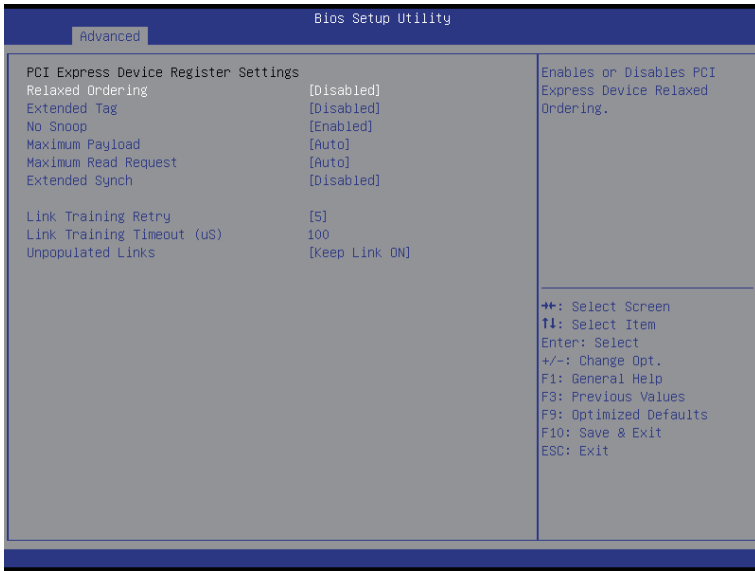 Bios Setup Utility
Advanced
PCI Express Device Register Settings
Relaxed Ordering [Disabled]
Extended Tag [Disabled]
No Snoop [Enabled]
Maximum Payload [Auto]
Maximum Read Request [Auto]
Extended Synch [Disabled]
Link Training Retry [5]
Link Training Timeout (uS) 100
Unpopulated Links [Keep Link ON]
Enables or Disables PCI
Express Device Relaxed
Ordering.
→←: Select Screen
↑↓: Select Item
Enter: Select
+/-: Change Opt.
F1: General Help
F3: Previous Values
F9: Optimized Defaults
F10: Save & Exit
ESC: Exit